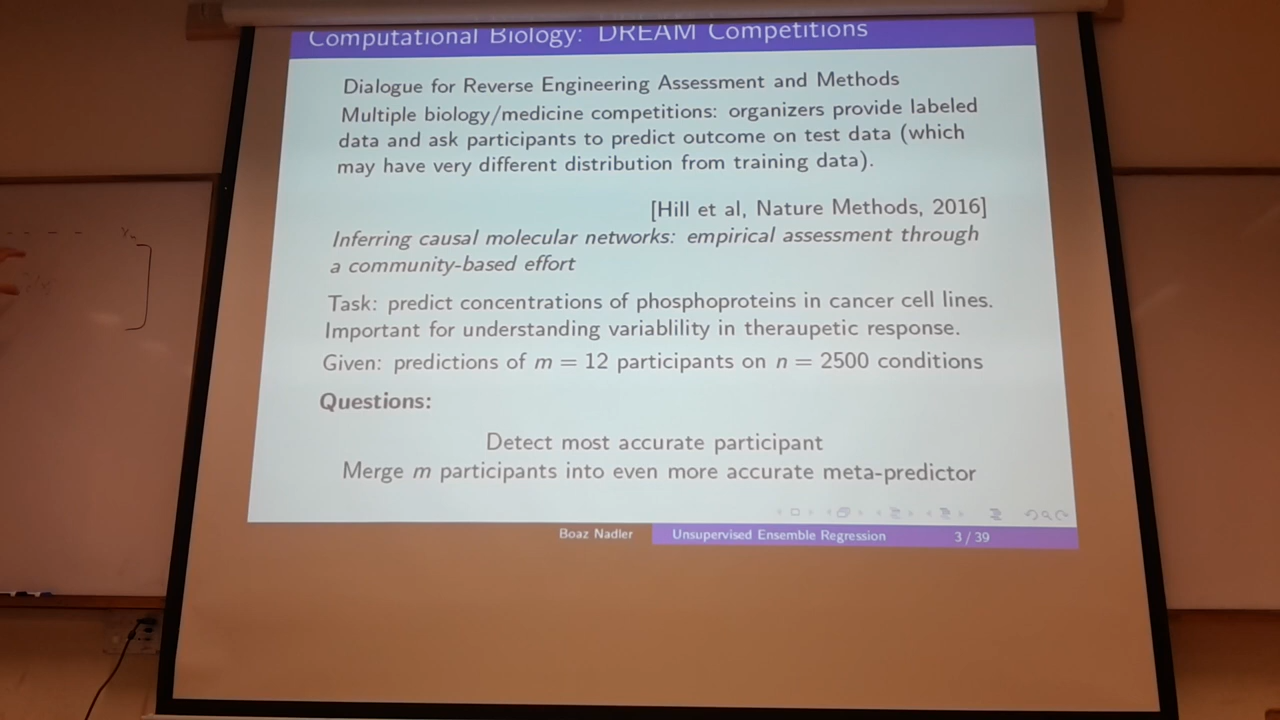 Computational Biology: DREAM Competitions
Dialogue for Reverse Engineering Assessment and Methods
Multiple biology/medicine competitions: organizers provide labeled
data and ask participants to predict outcome on test data (which
may have very different distribution from training data).
[Hill et al, Nature Methods, 2016]
Inferring causal molecular networks: empirical assessment through
a community-based effort
Task: predict concentrations of phosphoproteins in cancer cell lines.
Important for understanding variablility in theraupetic response.
Given: predictions of m = 12 participants on n = 2500 conditions
Questions:
Detect most accurate participant
Merge m participants into even more accurate meta-predictor
Boaz Nadler
Unsupervised Ensemble Regression
3 / 39